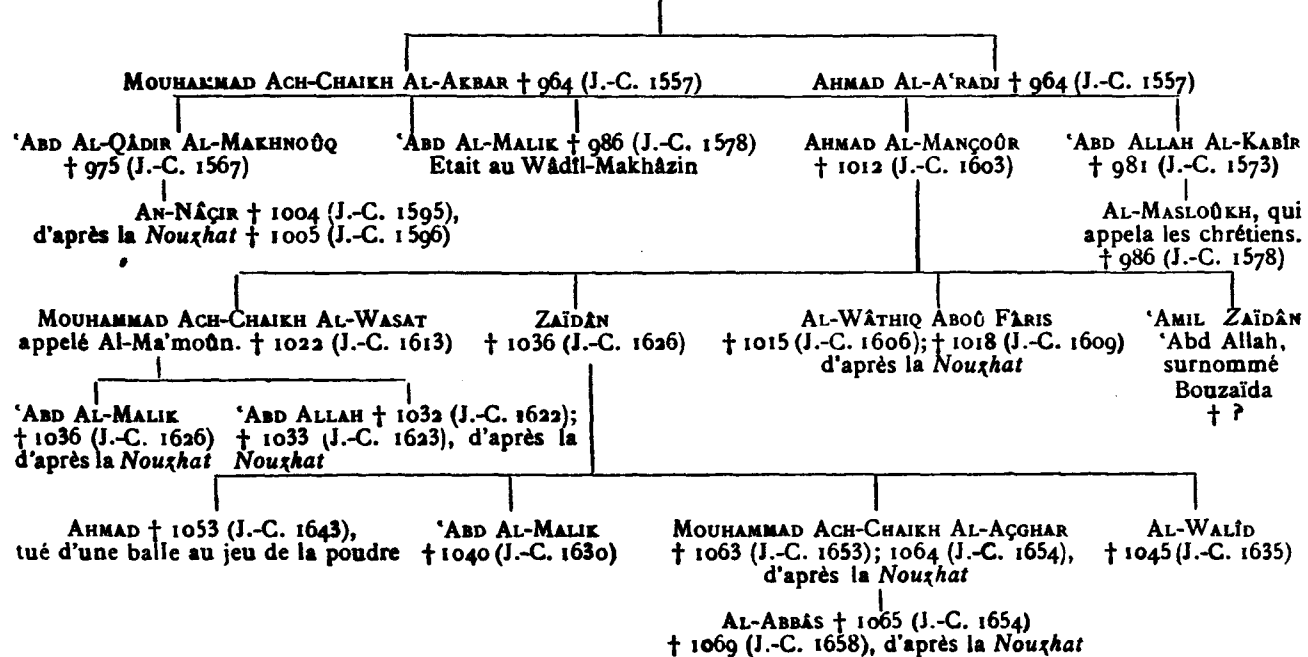 MOUHAMMAD ACH-CHAIKH AL-AKBAR † 964 (J.-C. 1557)
AHMAD AL-A‘RADJ † 964 (J.-C. 1557)
‘ABD AL-QÂDIR AL-MAKHNOÛQ
† 975 (J.-C. 1567)
‘ABD AL-MALIK † 986 (J.-C. 1578)
Etait au Wâdîl-Makhâzin
AHMAD AL-MANÇOÛR
† 1012 (J.-C. 1603)
‘ABD ALLAH AL-KABÎR
† 981 (J.-C. 1573)
AN-NÂÇIR † 1004 (J.-C. 1595),
d'après la Nouzhat † 1005 (J.-C. 1596)
AL-MASLOÛKH, qui
appela les chrétiens.
† 986 (J.-C. 1578)
MOUHAMMAD ACH-CHAIKH AL-WASAT
appelé Al-Ma'moûn. † 1022 (J.-C. 1613)
ZAÏDÂN
† 1036 (J.-C. 1626)
AL-WÂTHIQ ABOÛ FÂRIS
† 1015 (J.-C. 1606); † 1018 (J.-C. 1609)
d'après la Nouzhat
‘AMIL ZAÏDÂN
‘Abd Allah,
surnommé
Bouzaïda
† ?
‘ABD AL-MALIK
† 1036 (J.-C. 1626)
d'après la Nouzhat
‘ABD ALLAH † 1032 (J.-C. 1622);
† 1033 (J.-C. 1623), d'après la
Nouzhat
AHMAD † 1053 (J.-C. 1643),
tué d'une balle au jeu de la poudre
‘ABD AL-MALIK
† 1040 (J.-C. 1630)
MOUHAMMAD ACH-CHAIKH AL-AÇGHAR
† 1063 (J.-C. 1653); 1064 (J.-C. 1654),
d'après la Nouzhat
AL-WALÎD
† 1045 (J.-C. 1635)
AL-ABBÂS † 1065 (J.-C. 1654)
† 1069 (J.-C. 1658), d'après la Nouzhat